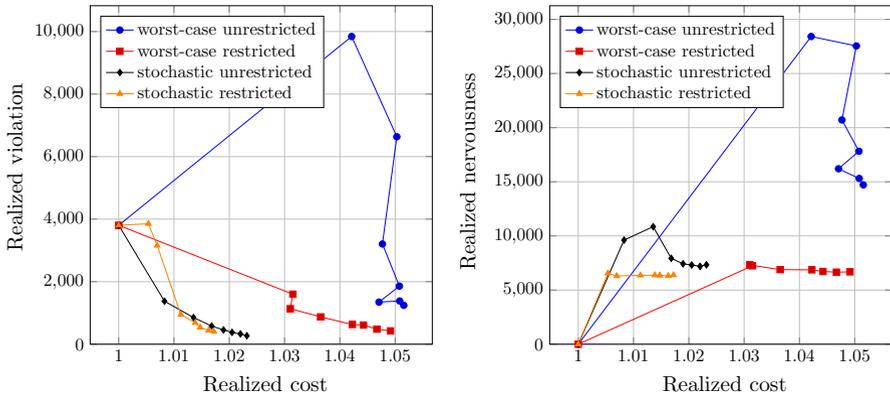 worst-case unrestricted
worst-case restricted
stochastic unrestricted
stochastic restricted
10,000
8,000
6,000
4,000
2,000
0
1
1.01
1.02
1.03
1.04
1.05
Realized violation
Realized cost
worst-case unrestricted
worst-case restricted
stochastic unrestricted
stochastic restricted
30,000
25,000
20,000
15,000
10,000
5,000
0
1
1.01
1.02
1.03
1.04
1.05
Realized nervousness
Realized cost